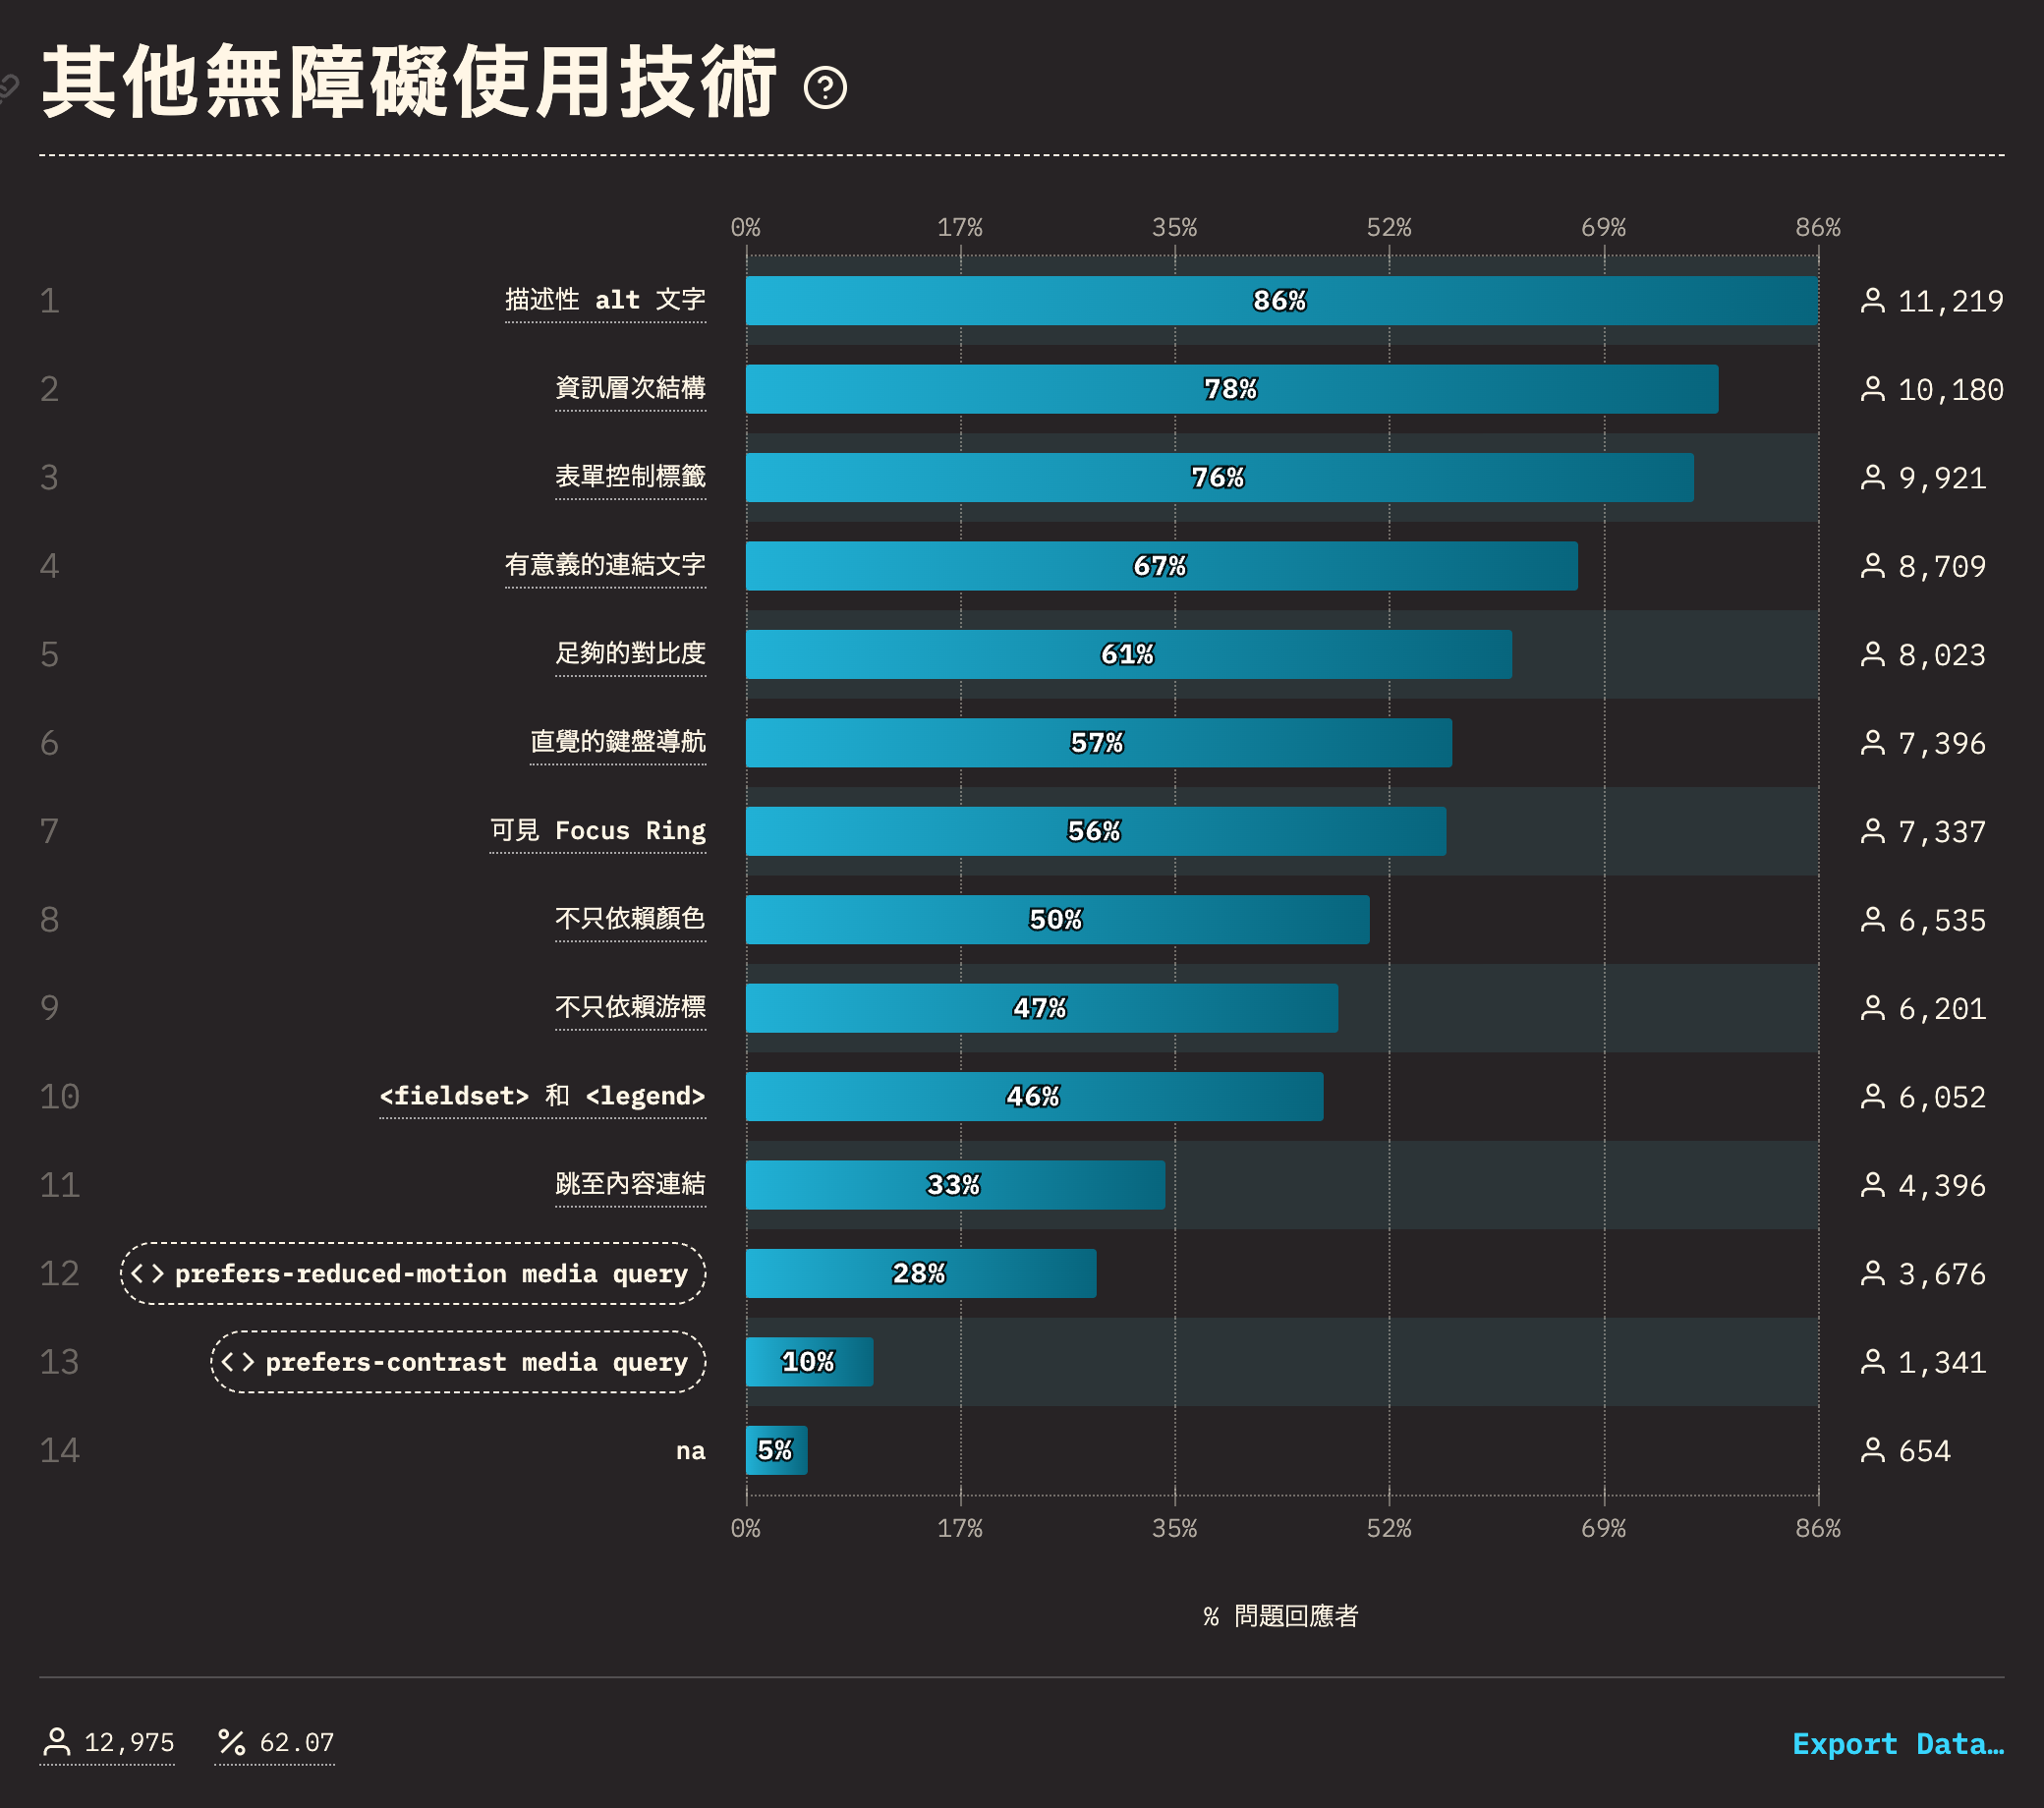 其他無障礙使用技術
0% 17% 35% 52% 69% 86%
1 描述性 alt 文字 86% 11,219
2 資訊層次結構 78% 10,180
3 表單控制標籤 76% 9,921
4 有意義的連結文字 67% 8,709
5 足夠的對比度 61% 8,023
6 直覺的鍵盤導航 57% 7,396
7 可見 Focus Ring 56% 7,337
8 不只依賴顏色 50% 6,535
9 不只依賴游標 47% 6,201
10 <fieldset> 和 <legend> 46% 6,052
11 跳至內容連結 33% 4,396
12 prefers-reduced-motion media query 28% 3,676
13 prefers-contrast media query 10% 1,341
14 na 5% 654
0% 17% 35% 52% 69% 86%
% 問題回應者
12,975 % 62.07 Export Data…